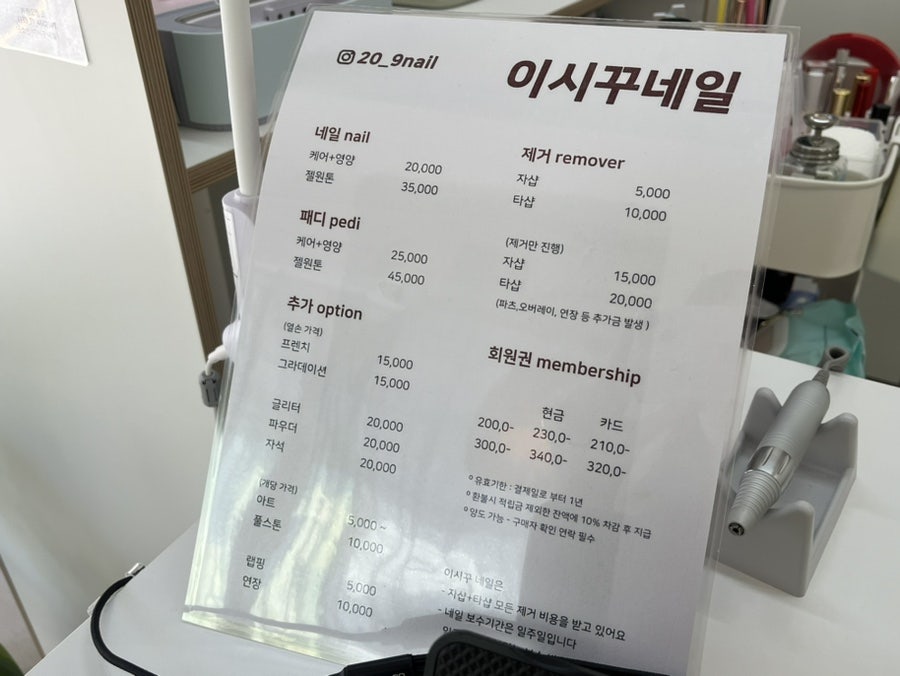 20_9nail
이시꾸네일
네일 nail
케어+영양 20,000
젤원톤 35,000
패디 pedi
케어+영양 25,000
젤원톤 45,000
추가 option
(열손 가격)
프렌치 15,000
그라데이션 15,000
글리터 20,000
파우더 20,000
자석 20,000
(개당 가격)
아트 5,000 ~
풀스톤 10,000
랩핑 5,000
연장 10,000
제거 remover
자샵 5,000
타샵 10,000
(제거만 진행)
자샵 15,000
타샵 20,000
(파츠,오버레이, 연장 등 추가금 발생 )
회원권 membership
현금 카드
200,0- 230,0- 210,0-
300,0- 340,0- 320,0-
º 유효기한 : 결제일로 부터 1년
º 환불시 적립금 제외한 잔액에 10% 차감 후 지급
º 양도 가능 - 구매자 확인 연락 필수
이시꾸 네일은
- 자샵+타샵 모든 제거 비용을 받고 있어요
- 네일 보수기간은 일주일입니다